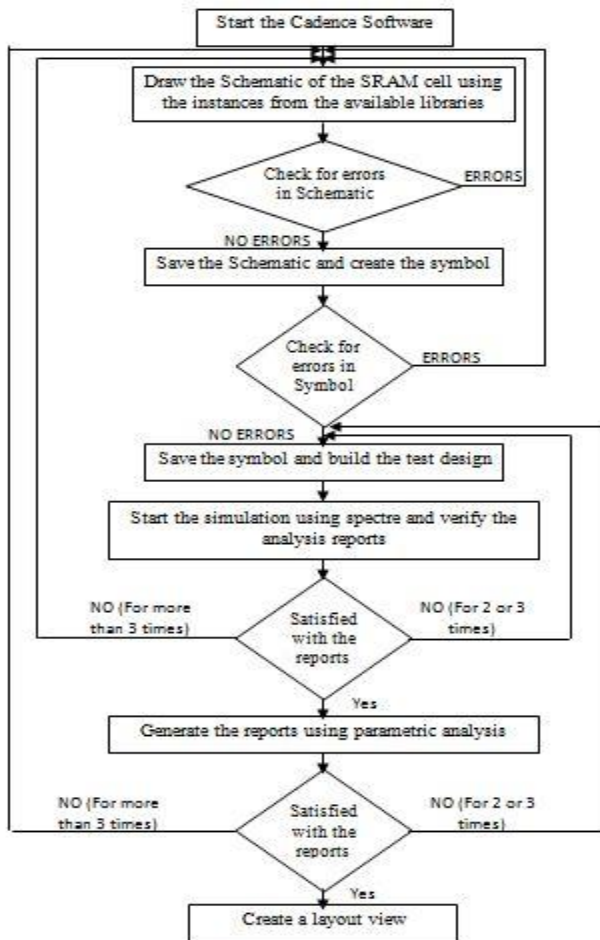 Start the Cadence Software
Draw the Schematic of the SRAM cell using
the instances from the available libraries
Check for errors
in Schematic
ERRORS
NO ERRORS
Save the Schematic and create the symbol
Check for
errors in
Symbol
ERRORS
NO ERRORS
Save the symbol and build the test design
Start the simulation using spectre and verify the
analysis reports
NO (For more
than 3 times)
Satisfied
with the
reports
NO (For 2 or 3
times)
Yes
Generate the reports using parametric analysis
NO (For more
than 3 times)
Satisfied
with the
reports
NO (For 2 or 3
times)
Yes
Create a layout view